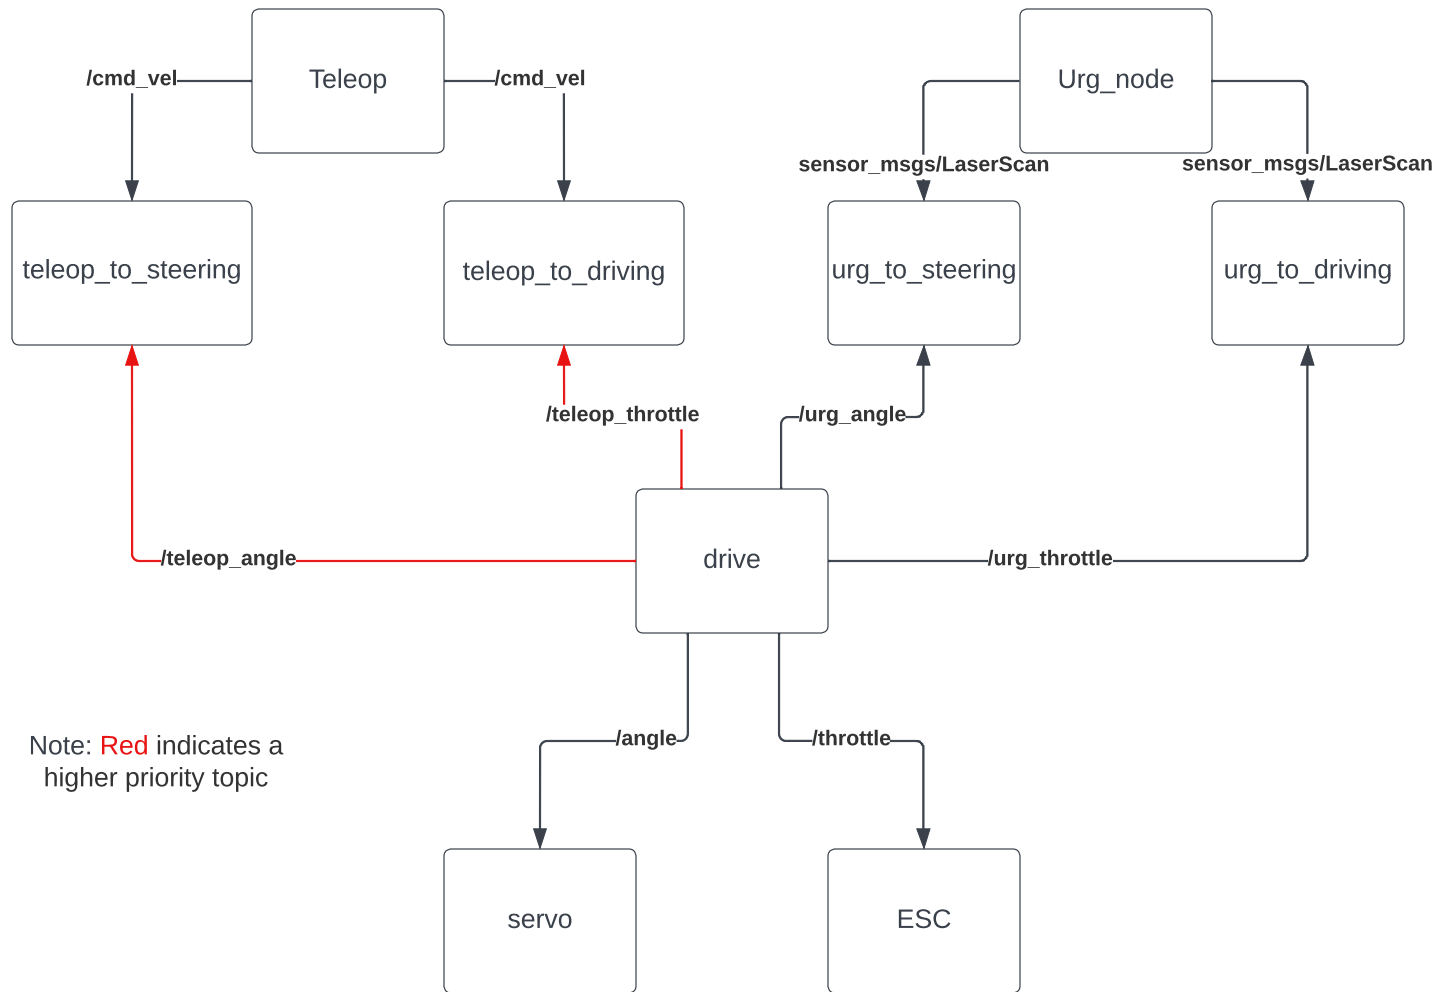 Teleop
Urg_node
/cmd_vel
/cmd_vel
sensor_msgs/LaserScan
sensor_msgs/LaserScan
teleop_to_steering
teleop_to_driving
urg_to_steering
urg_to_driving
/teleop_throttle
/urg_angle
/teleop_angle
drive
/urg_throttle
/angle
/throttle
Note: Red indicates a
higher priority topic
servo
ESC